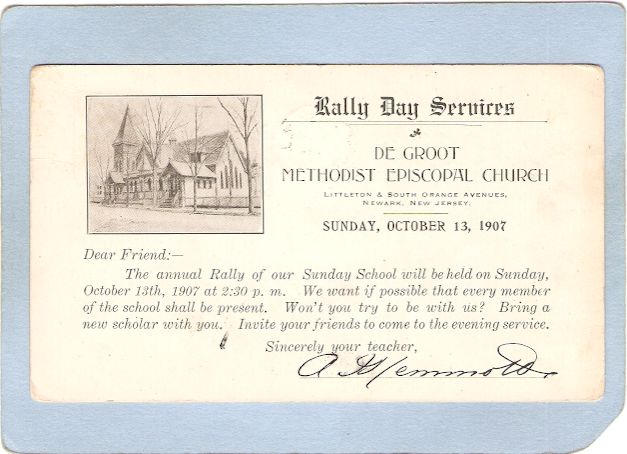 Rally Day Services
DE GROOT
METHODIST EPISCOPAL CHURCH
LITTLETON & SOUTH ORANGE AVENUES,
NEWARK, NEW JERSEY.
SUNDAY, OCTOBER 13, 1907
Dear Friend:—
The annual Rally of our Sunday School will be held on Sunday,
October 13th, 1907 at 2:30 p. m. We want if possible that every member
of the school shall be present. Won't you try to be with us? Bring a
new scholar with you. Invite your friends to come to the evening service.
Sincerely your teacher,